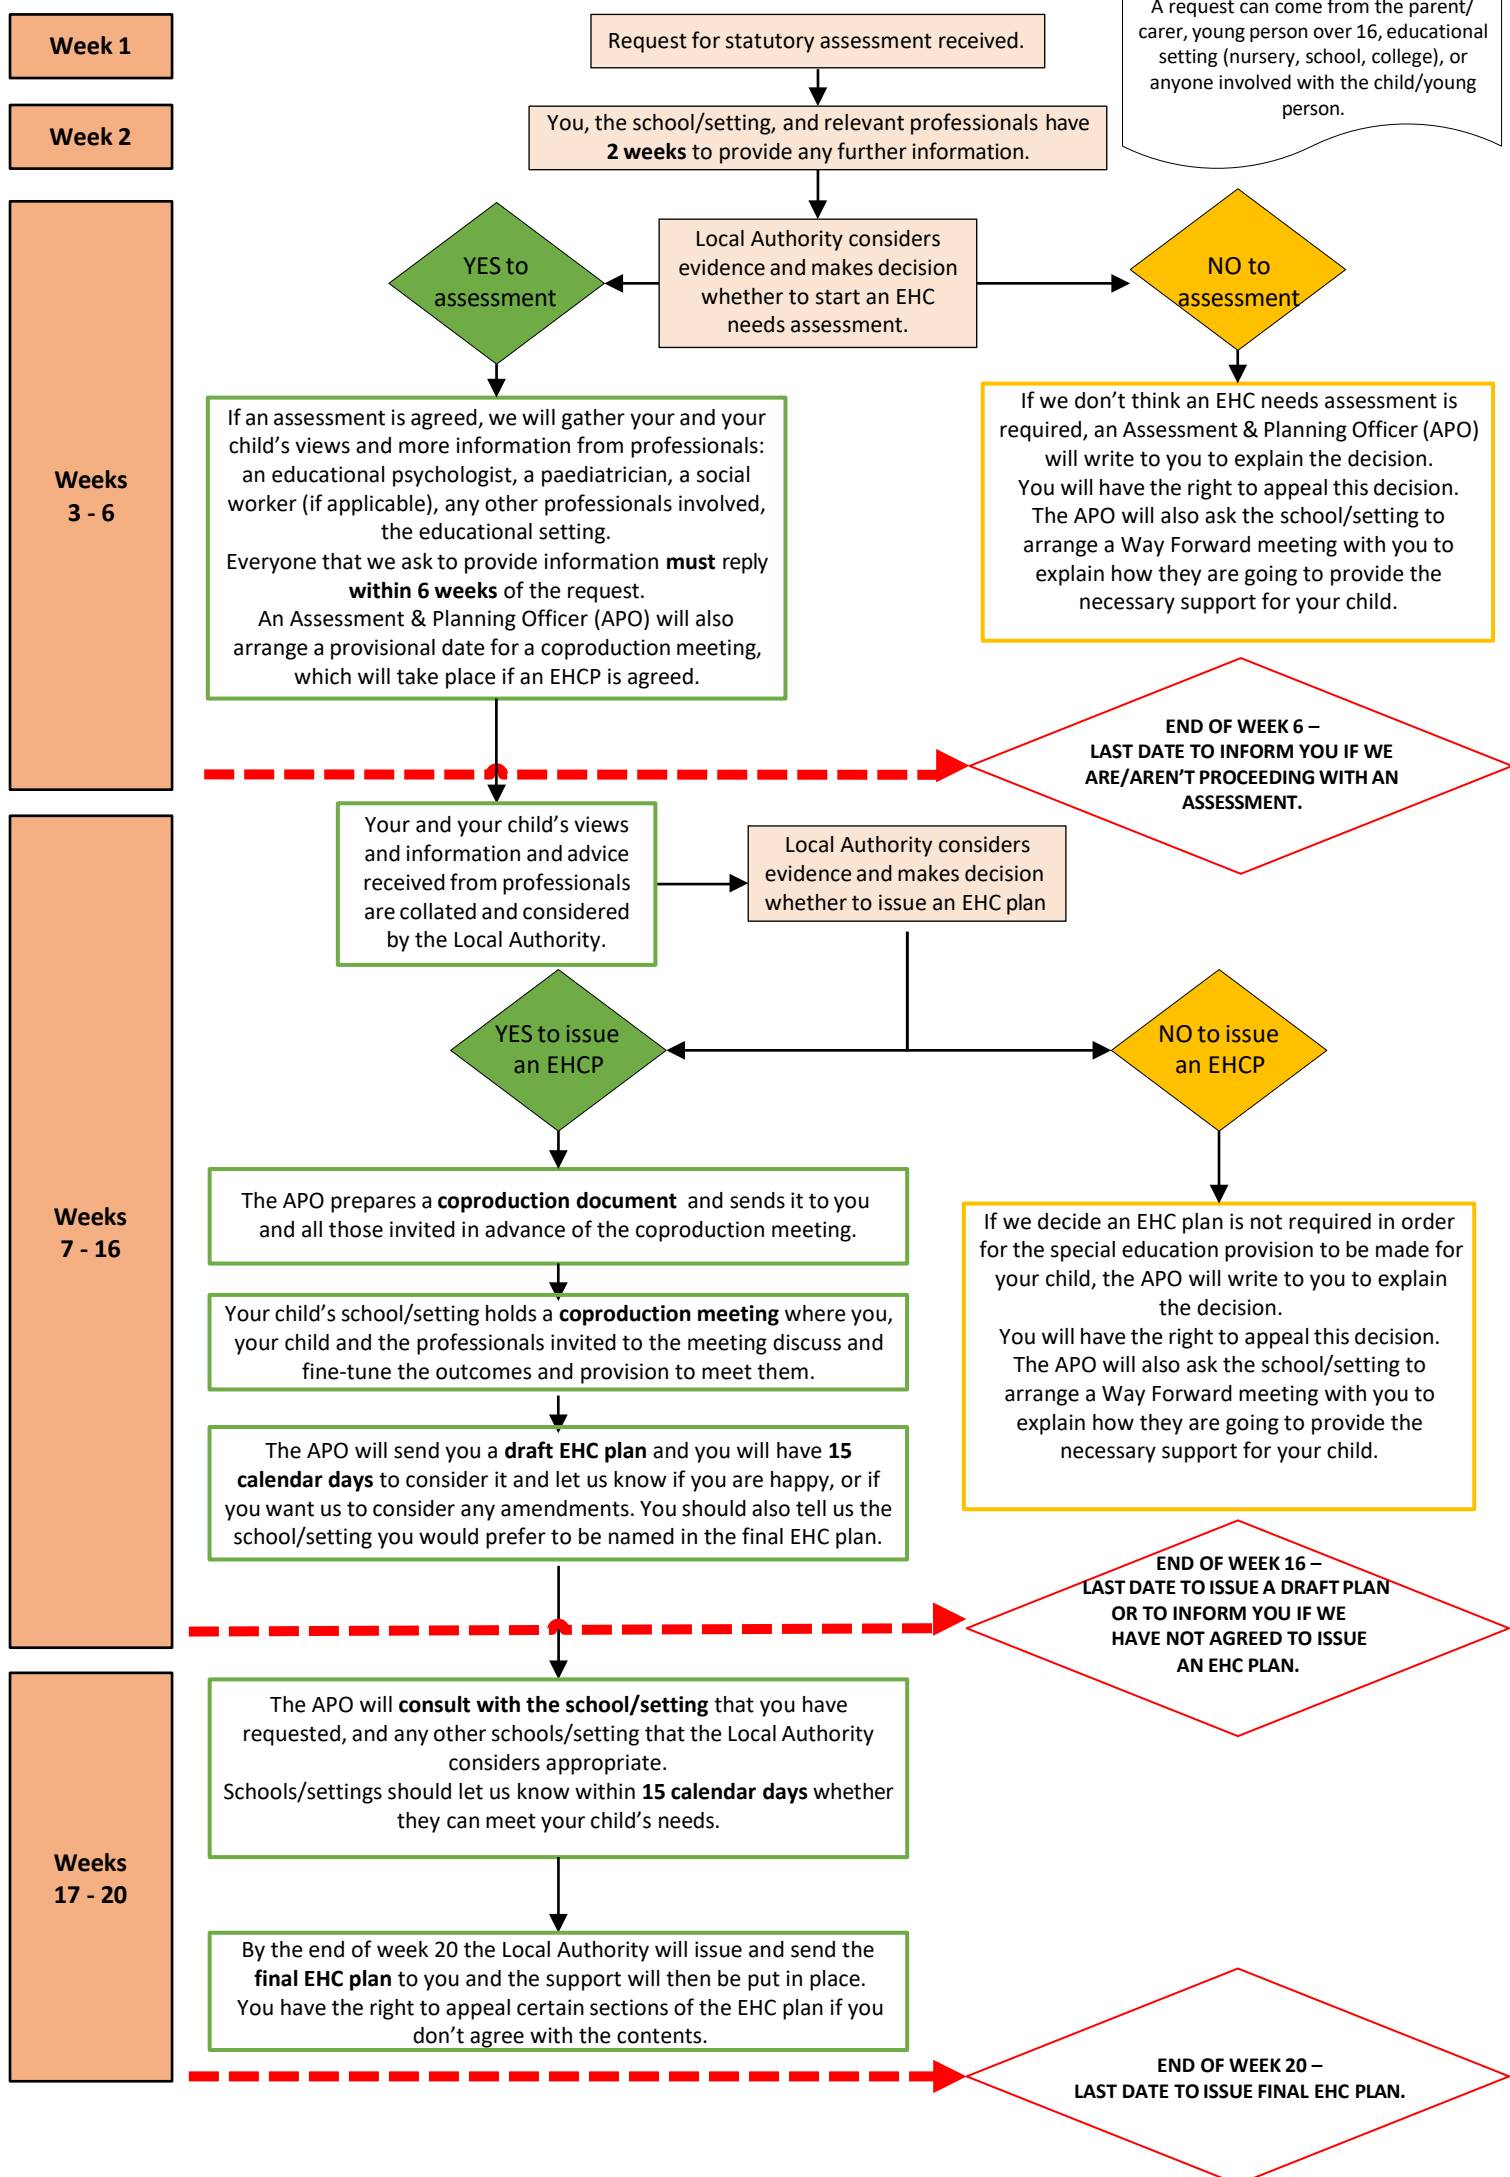 A request can come from the parent/
carer, young person over 16, educational
setting (nursery, school, college), or
anyone involved with the child/young
person.
Week 1
Request for statutory assessment received.
Week 2
You, the school/setting, and relevant professionals have
2 weeks to provide any further information.
Weeks
3 - 6
Local Authority considers
evidence and makes decision
whether to start an EHC
needs assessment.
YES to
assessment
NO to
assessment
If an assessment is agreed, we will gather your and your
child’s views and more information from professionals:
an educational psychologist, a paediatrician, a social
worker (if applicable), any other professionals involved,
the educational setting.
Everyone that we ask to provide information must reply
within 6 weeks of the request.
An Assessment & Planning Officer (APO) will also
arrange a provisional date for a coproduction meeting,
which will take place if an EHCP is agreed.
If we don’t think an EHC needs assessment is
required, an Assessment & Planning Officer (APO)
will write to you to explain the decision.
You will have the right to appeal this decision.
The APO will also ask the school/setting to
arrange a Way Forward meeting with you to
explain how they are going to provide the
necessary support for your child.
END OF WEEK 6 –
LAST DATE TO INFORM YOU IF WE
ARE/AREN’T PROCEEDING WITH AN
ASSESSMENT.
Weeks
7 - 16
Your and your child’s views
and information and advice
received from professionals
are collated and considered
by the Local Authority.
Local Authority considers
evidence and makes decision
whether to issue an EHC plan
YES to issue
an EHCP
NO to issue
an EHCP
The APO prepares a coproduction document and sends it to you
and all those invited in advance of the coproduction meeting.
Your child’s school/setting holds a coproduction meeting where you,
your child and the professionals invited to the meeting discuss and
fine-tune the outcomes and provision to meet them.
The APO will send you a draft EHC plan and you will have 15
calendar days to consider it and let us know if you are happy, or if
you want us to consider any amendments. You should also tell us the
school/setting you would prefer to be named in the final EHC plan.
If we decide an EHC plan is not required in order
for the special education provision to be made for
your child, the APO will write to you to explain
the decision.
You will have the right to appeal this decision.
The APO will also ask the school/setting to
arrange a Way Forward meeting with you to
explain how they are going to provide the
necessary support for your child.
END OF WEEK 16 –
LAST DATE TO ISSUE A DRAFT PLAN
OR TO INFORM YOU IF WE
HAVE NOT AGREED TO ISSUE
AN EHC PLAN.
Weeks
17 - 20
The APO will consult with the school/setting that you have
requested, and any other schools/setting that the Local Authority
considers appropriate.
Schools/settings should let us know within 15 calendar days whether
they can meet your child’s needs.
By the end of week 20 the Local Authority will issue and send the
final EHC plan to you and the support will then be put in place.
You have the right to appeal certain sections of the EHC plan if you
don’t agree with the contents.
END OF WEEK 20 –
LAST DATE TO ISSUE FINAL EHC PLAN.